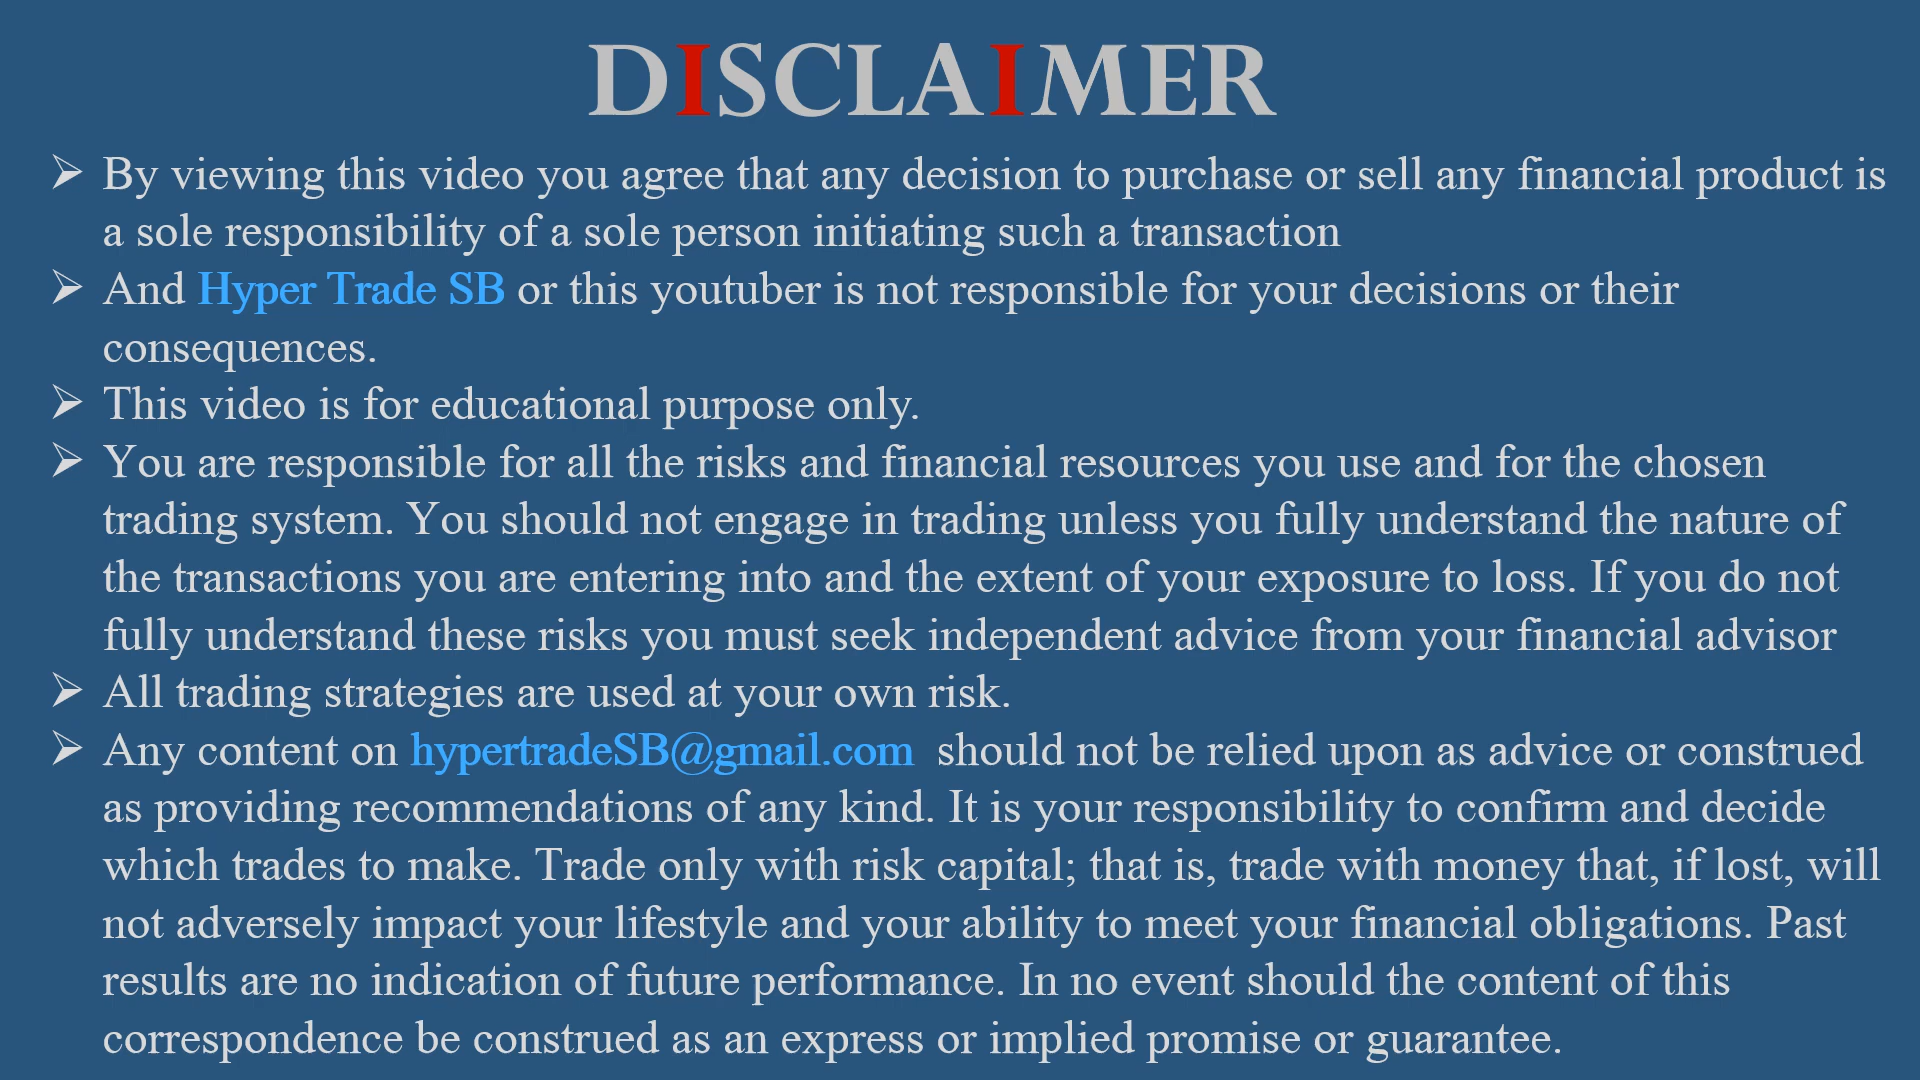 DISCLAIMER
➢ By viewing this video you agree that any decision to purchase or sell any financial product is
a sole responsibility of a sole person initiating such a transaction
➢ And Hyper Trade SB or this youtuber is not responsible for your decisions or their
consequences.
➢ This video is for educational purpose only.
➢ You are responsible for all the risks and financial resources you use and for the chosen
trading system. You should not engage in trading unless you fully understand the nature of
the transactions you are entering into and the extent of your exposure to loss. If you do not
fully understand these risks you must seek independent advice from your financial advisor
➢ All trading strategies are used at your own risk.
➢ Any content on hypertradeSB@gmail.com should not be relied upon as advice or construed
as providing recommendations of any kind. It is your responsibility to confirm and decide
which trades to make. Trade only with risk capital; that is, trade with money that, if lost, will
not adversely impact your lifestyle and your ability to meet your financial obligations. Past
results are no indication of future performance. In no event should the content of this
correspondence be construed as an express or implied promise or guarantee.